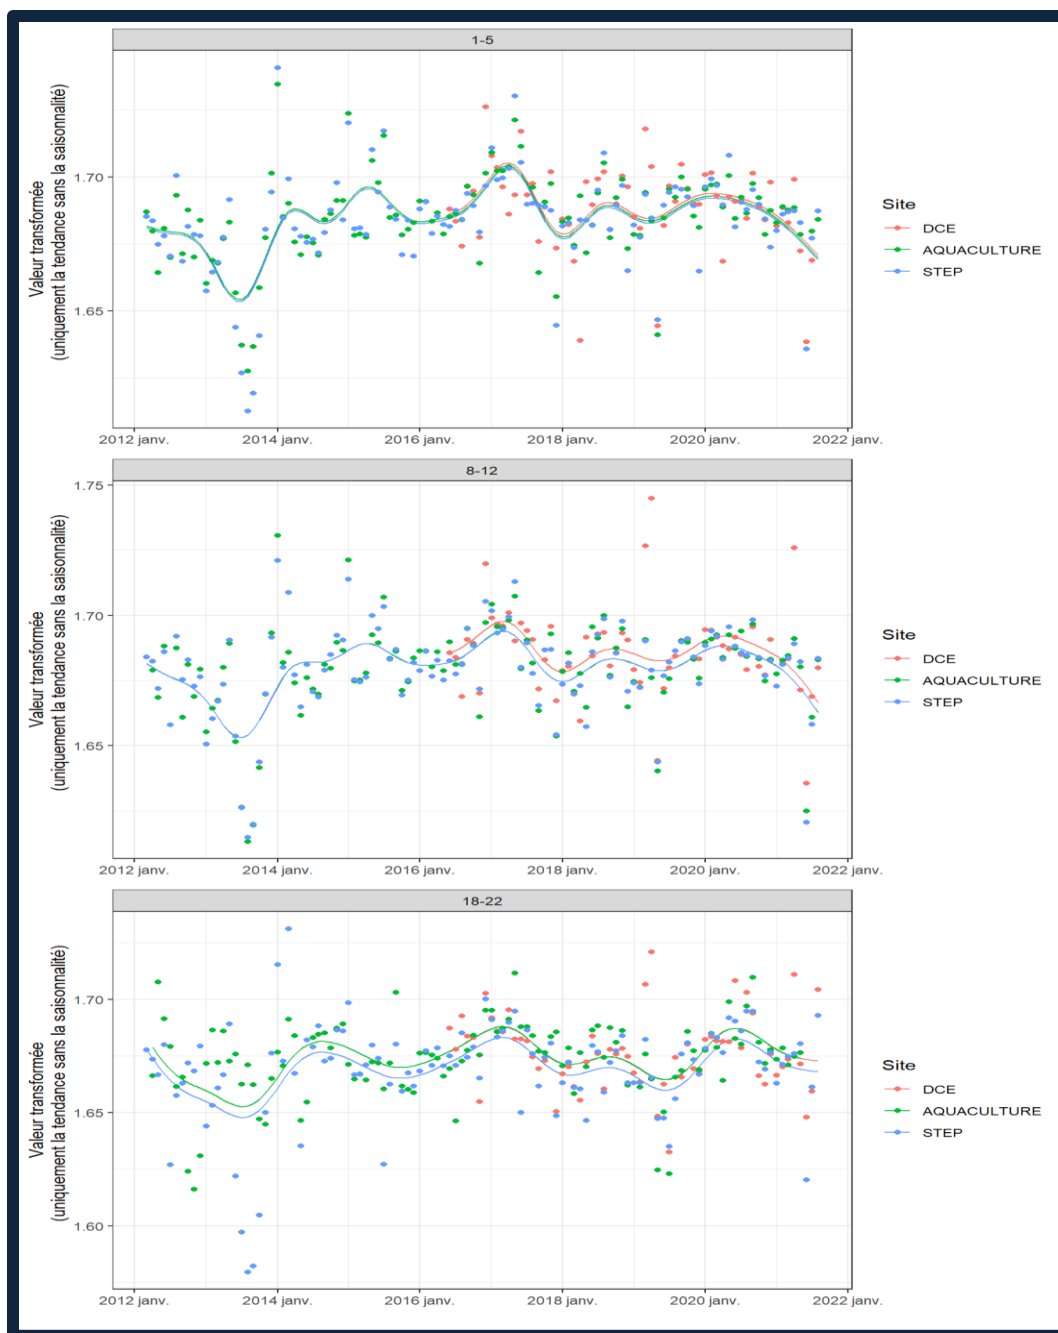 1-5
Valeur transformée
(uniquement la tendance sans la saisonnalité)
1.70
1.65
2012 janv. 2014 janv. 2016 janv. 2018 janv. 2020 janv. 2022 janv.
Site
DCE
AQUACULTURE
STEP
8-12
Valeur transformée
(uniquement la tendance sans la saisonnalité)
1.75
1.70
1.65
2012 janv. 2014 janv. 2016 janv. 2018 janv. 2020 janv. 2022 janv.
Site
DCE
AQUACULTURE
STEP
18-22
Valeur transformée
(uniquement la tendance sans la saisonnalité)
1.70
1.65
1.60
2012 janv. 2014 janv. 2016 janv. 2018 janv. 2020 janv. 2022 janv.
Site
DCE
AQUACULTURE
STEP